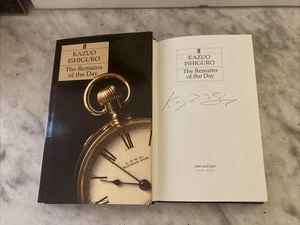 KAZUO
ISHIGURO
The Remains
of the Day
KAZUO
ISHIGURO
The Remains
of the Day
faber and faber